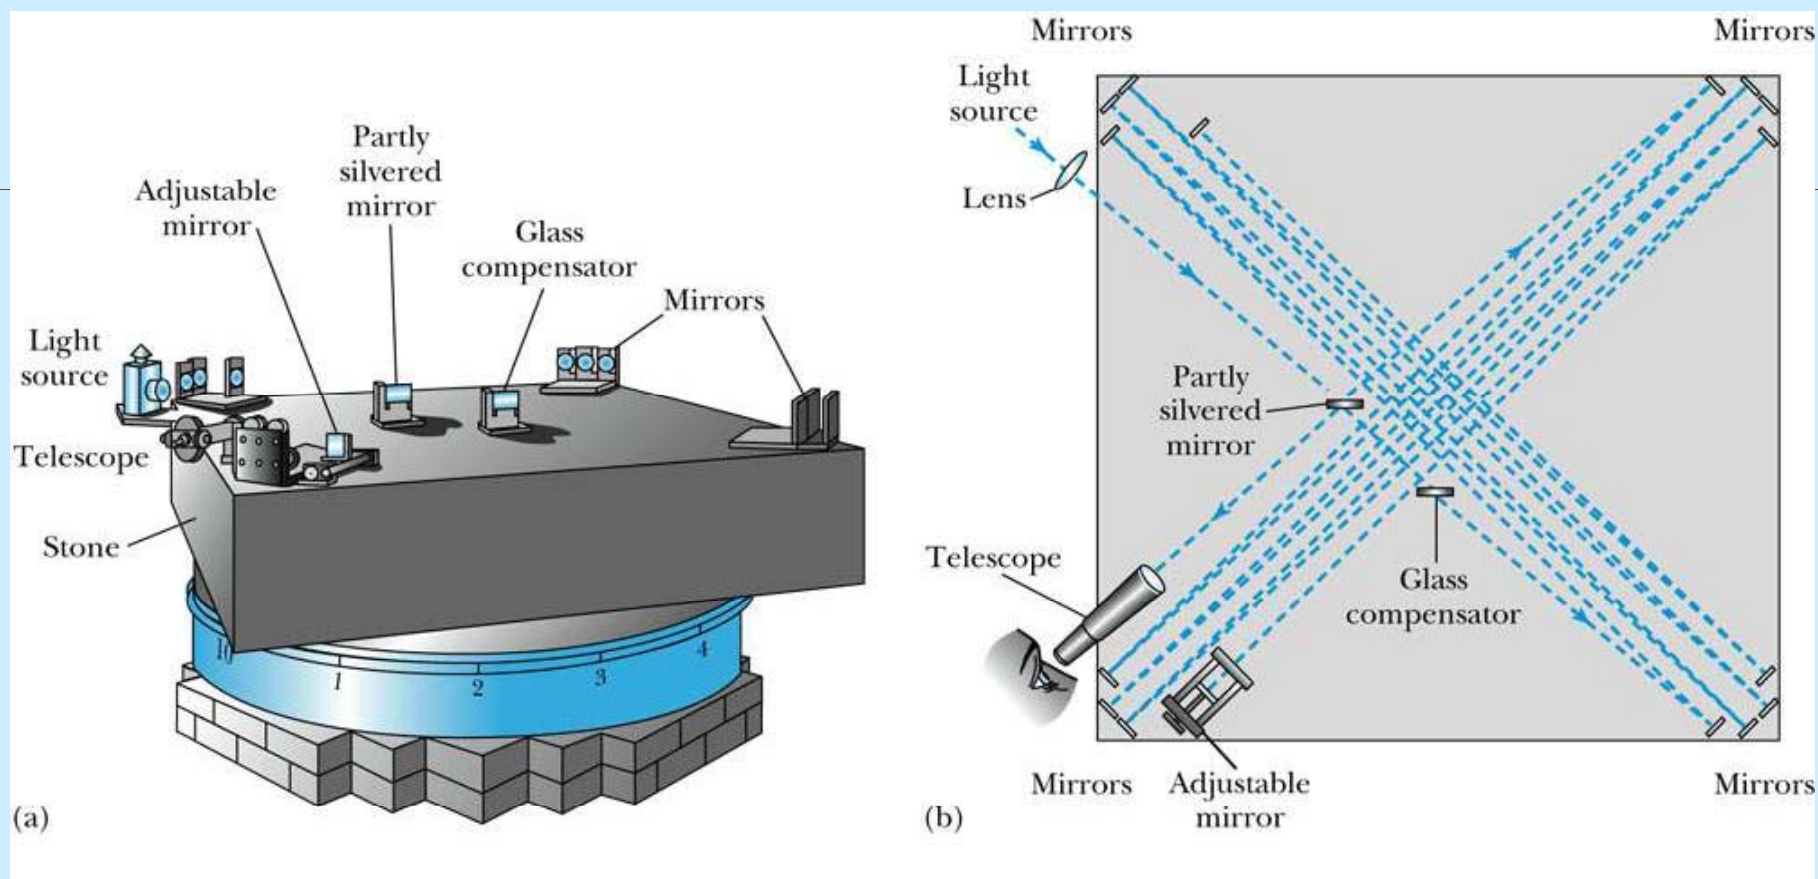 Partly
silvered
mirror
Adjustable
mirror
Glass
compensator
Mirrors
Light
source
Telescope
Stone
10
1
2
3
4
(a)
Mirrors
Mirrors
Light
source
Lens
Partly
silvered
mirror
Telescope
Glass
compensator
Mirrors
Adjustable
mirror
Mirrors
(b)